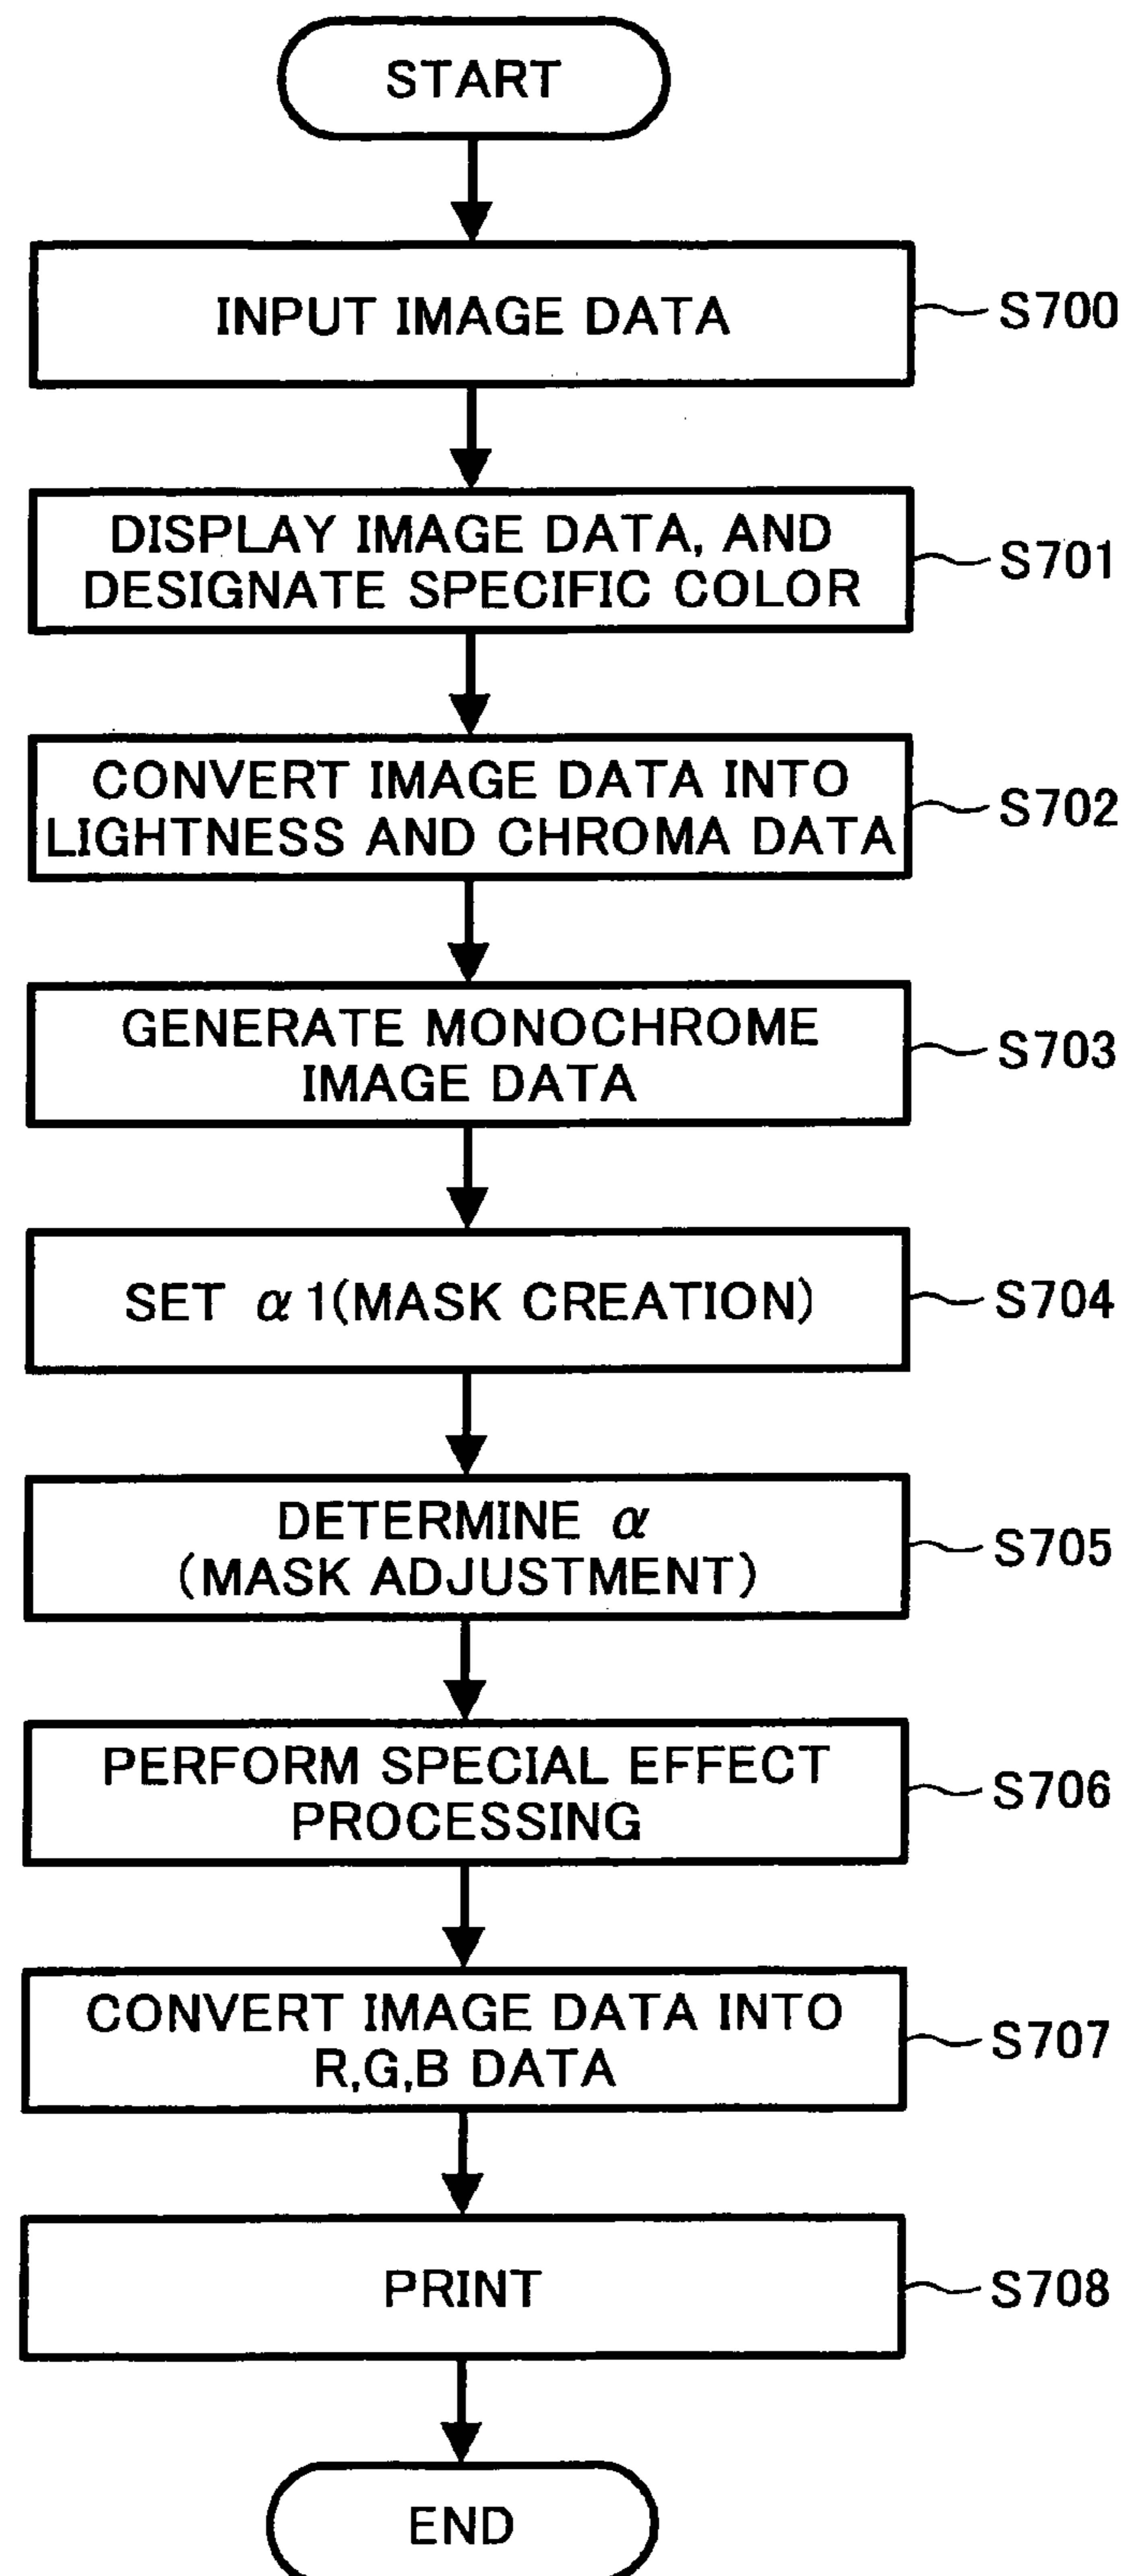 START
INPUT IMAGE DATA
S700
DISPLAY IMAGE DATA, AND
DESIGNATE SPECIFIC COLOR
S701
CONVERT IMAGE DATA INTO
LIGHTNESS AND CHROMA DATA
S702
GENERATE MONOCHROME
IMAGE DATA
S703
SET α1(MASK CREATION)
S704
DETERMINE α
(MASK ADJUSTMENT)
S705
PERFORM SPECIAL EFFECT
PROCESSING
S706
CONVERT IMAGE DATA INTO
R,G,B DATA
S707
PRINT
S708
END